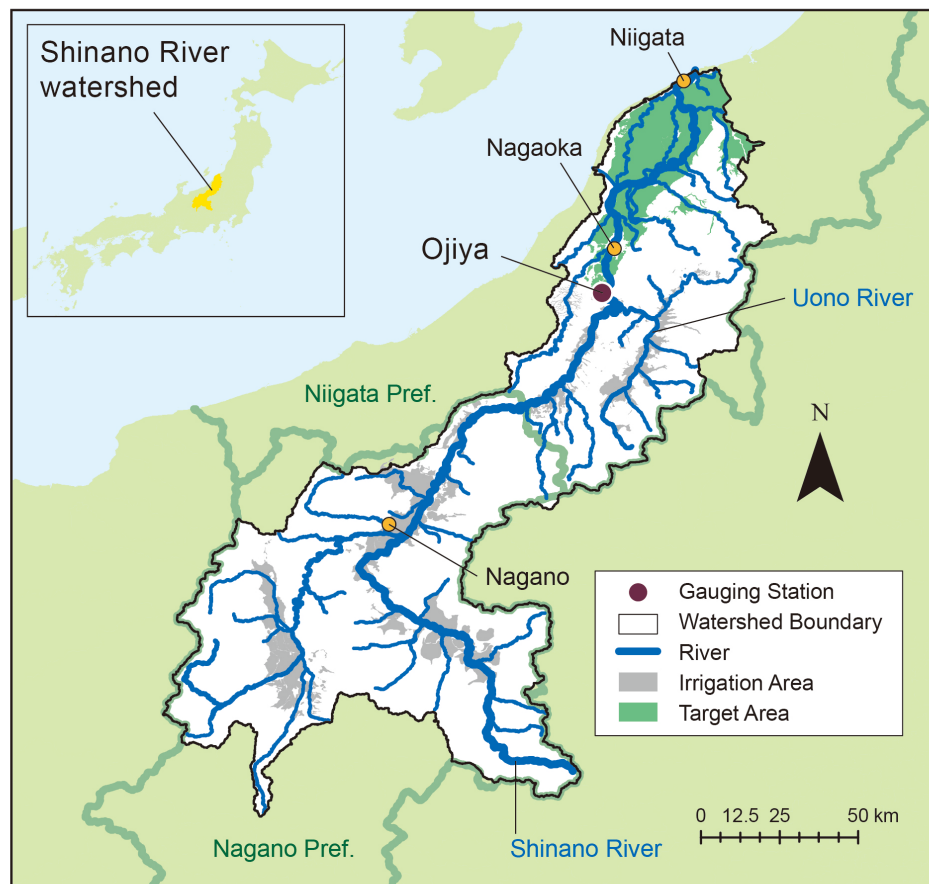 Shinano River
watershed
Niigata
Nagaoka
Ojiya
Uono River
Niigata Pref.
N
Nagano
Gauging Station
Watershed Boundary
River
Irrigation Area
Target Area
0 12.5 25 50 km
Nagano Pref.
Shinano River